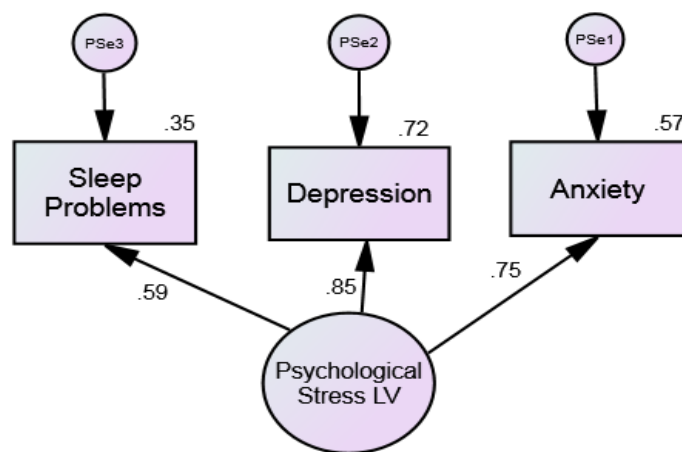 PSe3
PSe2
PSe1
.35
.72
.57
Sleep
Problems
Depression
Anxiety
.59
.85
.75
Psychological
Stress LV